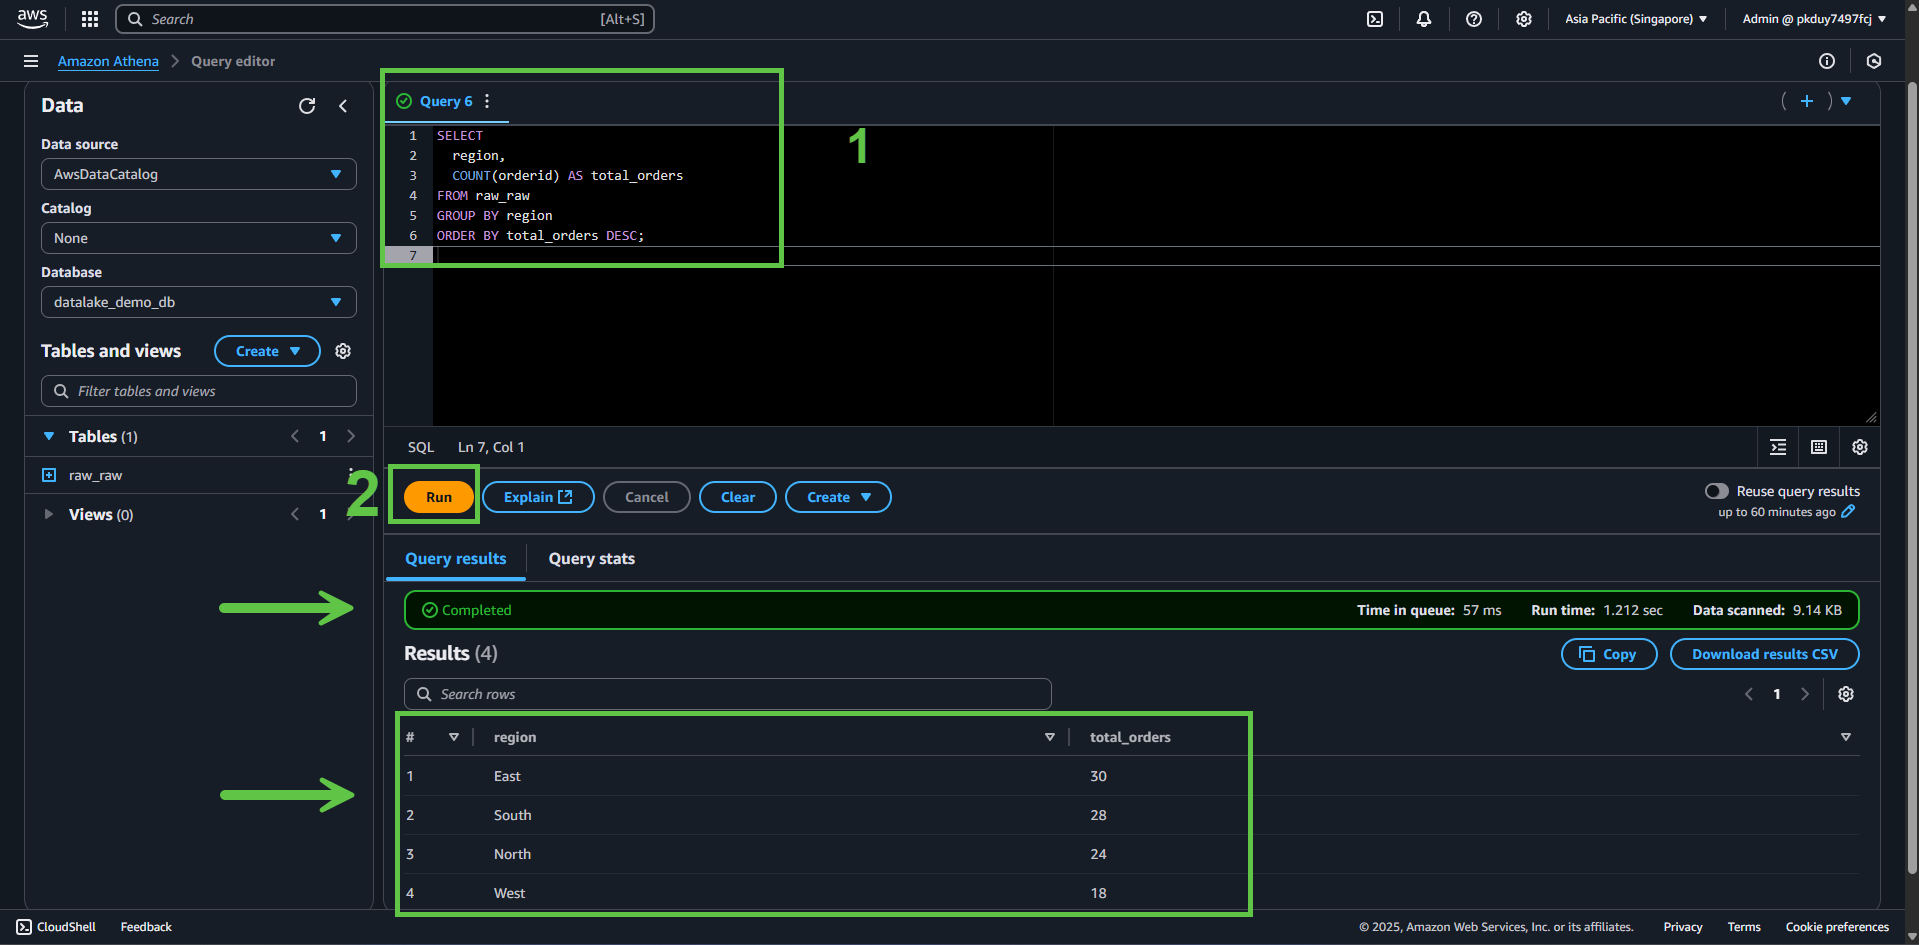 aws
Search [Alt+S]
Asia Pacific (Singapore)
Admin @ pkduy7497fcj
Amazon Athena > Query editor
Data
Data source
AwsDataCatalog
Catalog
None
Database
datalake_demo_db
Tables and views
Create
Filter tables and views
Tables (1)
1
raw_raw
Views (0)
1
Query 6
1 SELECT
2 region,
3 COUNT(orderid) AS total_orders
4 FROM raw_raw
5 GROUP BY region
6 ORDER BY total_orders DESC;
7
1
SQL Ln 7, Col 1
2
Run Explain Cancel Clear Create
Reuse query results
up to 60 minutes ago
Query results Query stats
Completed Time in queue: 57 ms Run time: 1.212 sec Data scanned: 9.14 KB
Results (4)
Copy Download results CSV
Search rows
1
# region total_orders
1 East 30
2 South 28
3 North 24
4 West 18
CloudShell Feedback © 2025, Amazon Web Services, Inc. or its affiliates. Privacy Terms Cookie preferences